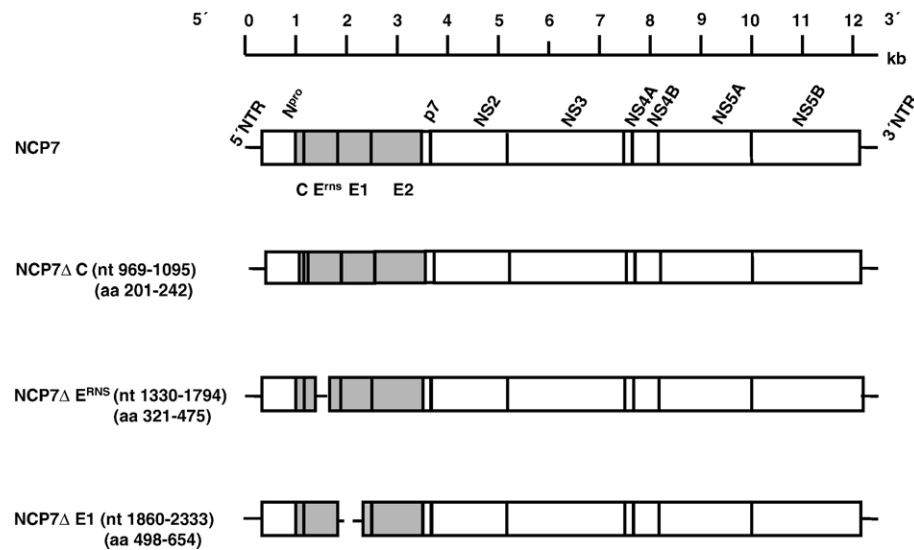 5´ 0 1 2 3 4 5 6 7 8 9 10 11 12 3´
kb
5´NTR Nᵖʳᵒ p7 NS2 NS3 NS4A NS4B NS5A NS5B 3´NTR
NCP7
C Eʳⁿˢ E1 E2
NCP7Δ C (nt 969-1095)
(aa 201-242)
NCP7Δ Eᴿᴺˢ (nt 1330-1794)
(aa 321-475)
NCP7Δ E1 (nt 1860-2333)
(aa 498-654)